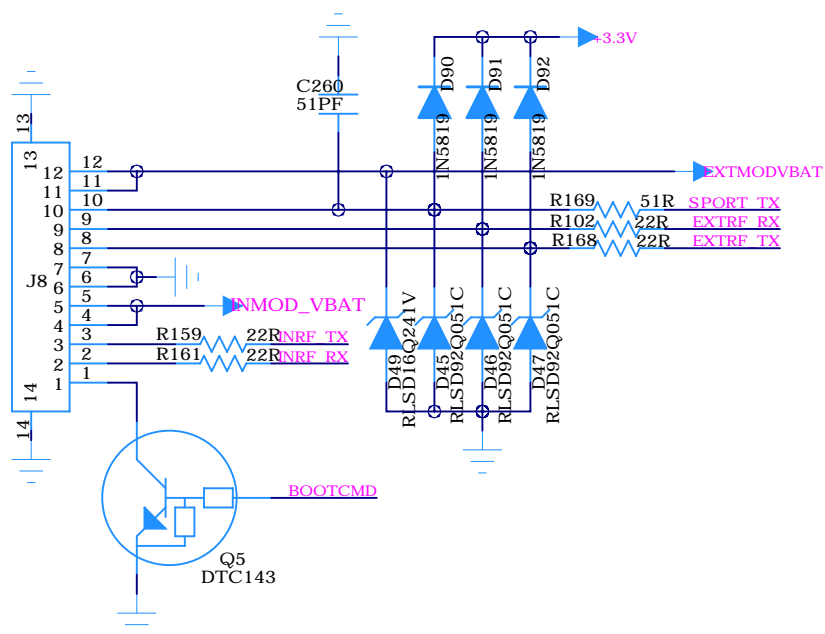 +3.3V
D90
D91
D92
C260
51PF
1N5819
1N5819
1N5819
13
13
12
12
EXTMODVBAT
11
11
10
10
R169
51R
SPORT_TX
9
9
R102
22R
EXTRF_RX
8
8
R168
22R
EXTRF_TX
7
7
J8
6
6
5
5
INMOD_VBAT
4
4
3
3
R159
22R
INRF_TX
2
2
R161
22R
INRF_RX
1
1
D49
RLSD16Q241V
D45
RLSD92Q051C
D46
RLSD92Q051C
D47
RLSD92Q051C
14
14
BOOTCMD
Q5
DTC143